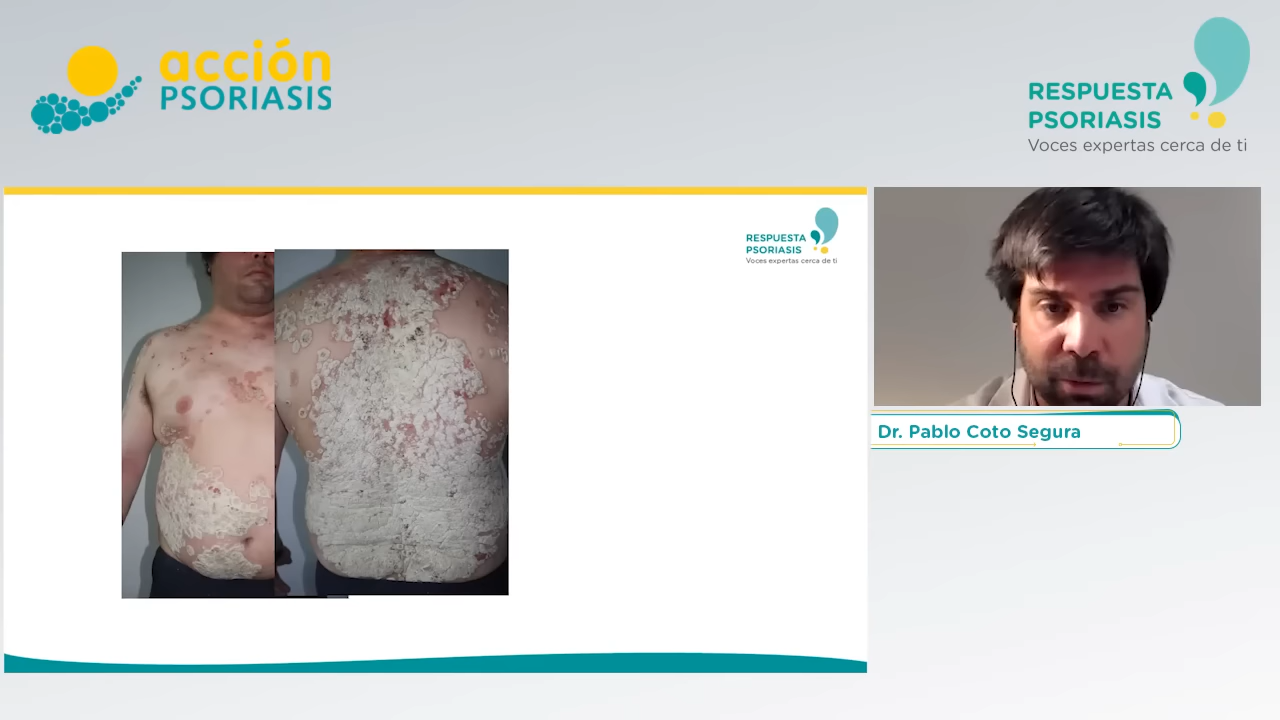 acción
PSORIASIS
RESPUESTA
PSORIASIS
Voces expertas cerca de ti
RESPUESTA
PSORIASIS
Voces expertas cerca de ti
Dr. Pablo Coto Segura